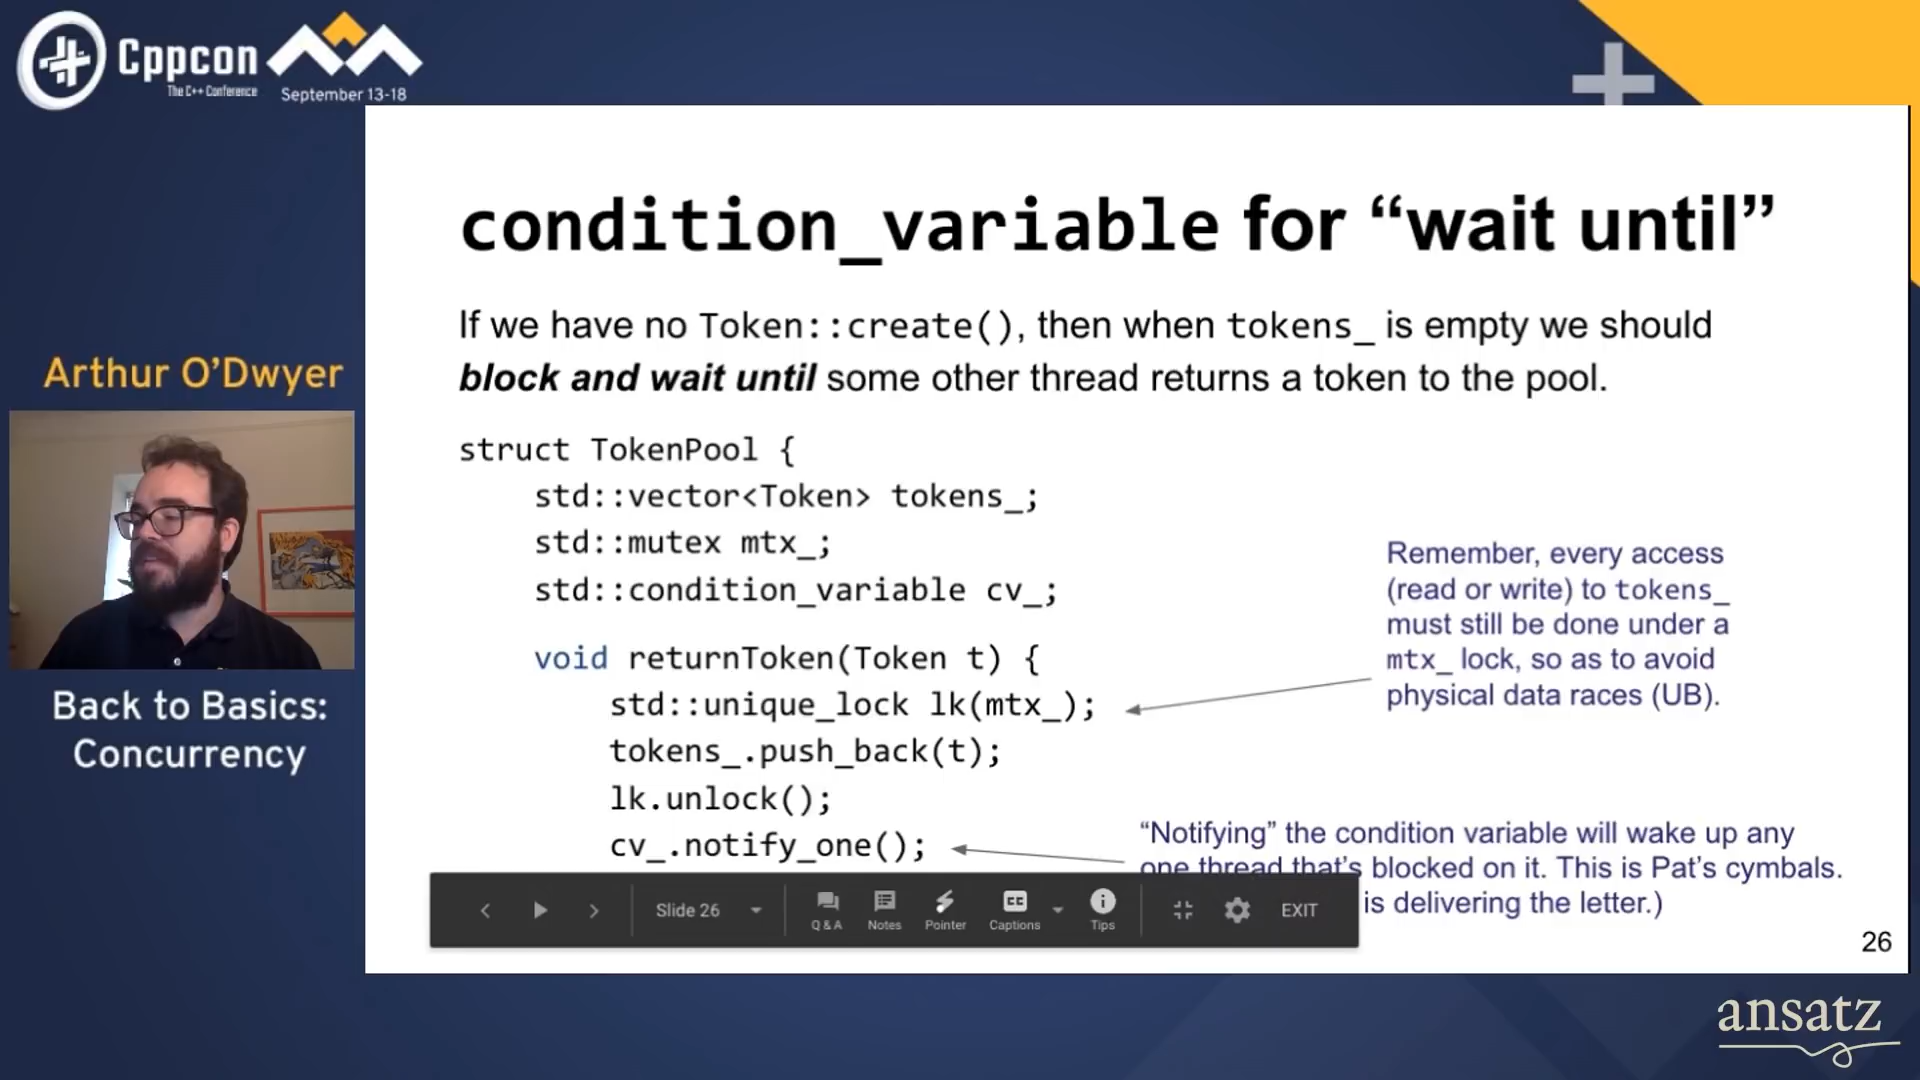 Cppcon
The C++ Conference
September 13-18
Arthur O'Dwyer
Back to Basics:
Concurrency
condition_variable for “wait until”
If we have no Token::create(), then when tokens_ is empty we should
block and wait until some other thread returns a token to the pool.
struct TokenPool {
std::vector<Token> tokens_;
std::mutex mtx_;
std::condition_variable cv_;
void returnToken(Token t) {
std::unique_lock lk(mtx_);
tokens_.push_back(t);
lk.unlock();
cv_.notify_one();
Remember, every access
(read or write) to tokens_
must still be done under a
mtx_ lock, so as to avoid
physical data races (UB).
“Notifying” the condition variable will wake up any
one thread that's blocked on it. This is Pat's cymbals.
is delivering the letter.)
Slide 26
Q & A
Notes
Pointer
CC
Captions
Tips
EXIT
26
ansatz